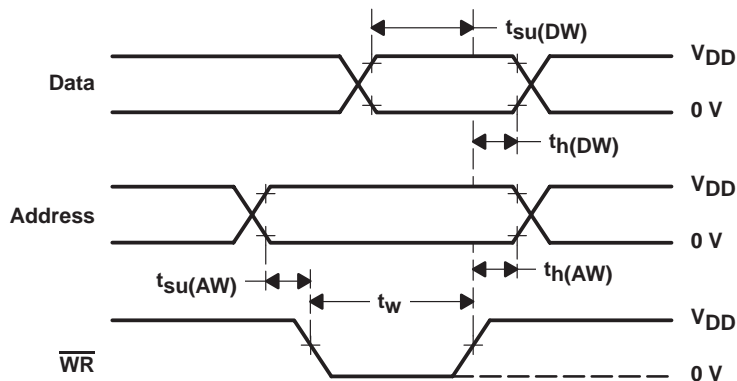 tsu(DW)
VDD
Data
0 V
th(DW)
VDD
Address
0 V
tsu(AW)
tw
th(AW)
VDD
WR
0 V